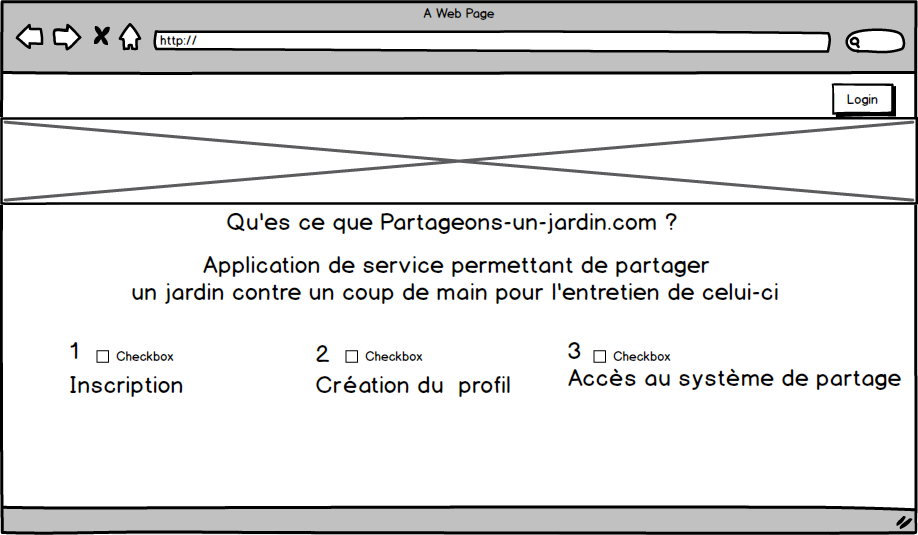 A Web Page
http://
Login
Qu'es ce que Partageons-un-jardin.com ?
Application de service permettant de partager
un jardin contre un coup de main pour l'entretien de celui-ci
1 Checkbox
Inscription
2 Checkbox
Création du profil
3 Checkbox
Accès au système de partage